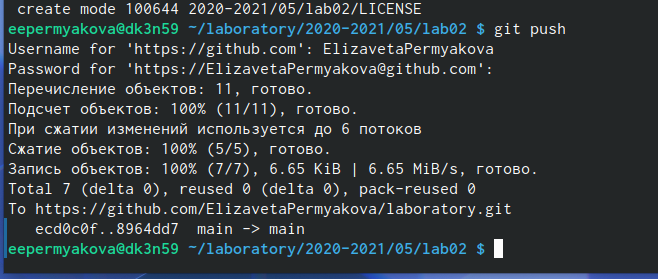 create mode 100644 2020-2021/05/lab02/LICENSE
eepermyakova@dk3n59 ~/laboratory/2020-2021/05/lab02 $ git push
Username for 'https://github.com': ElizavetaPermyakova
Password for 'https://ElizavetaPermyakova@github.com':
Перечисление объектов: 11, готово.
Подсчет объектов: 100% (11/11), готово.
При сжатии изменений используется до 6 потоков
Сжатие объектов: 100% (5/5), готово.
Запись объектов: 100% (7/7), 6.65 KiB | 6.65 MiB/s, готово.
Total 7 (delta 0), reused 0 (delta 0), pack-reused 0
To https://github.com/ElizavetaPermyakova/laboratory.git
ecd0c0f..8964dd7  main -> main
eepermyakova@dk3n59 ~/laboratory/2020-2021/05/lab02 $